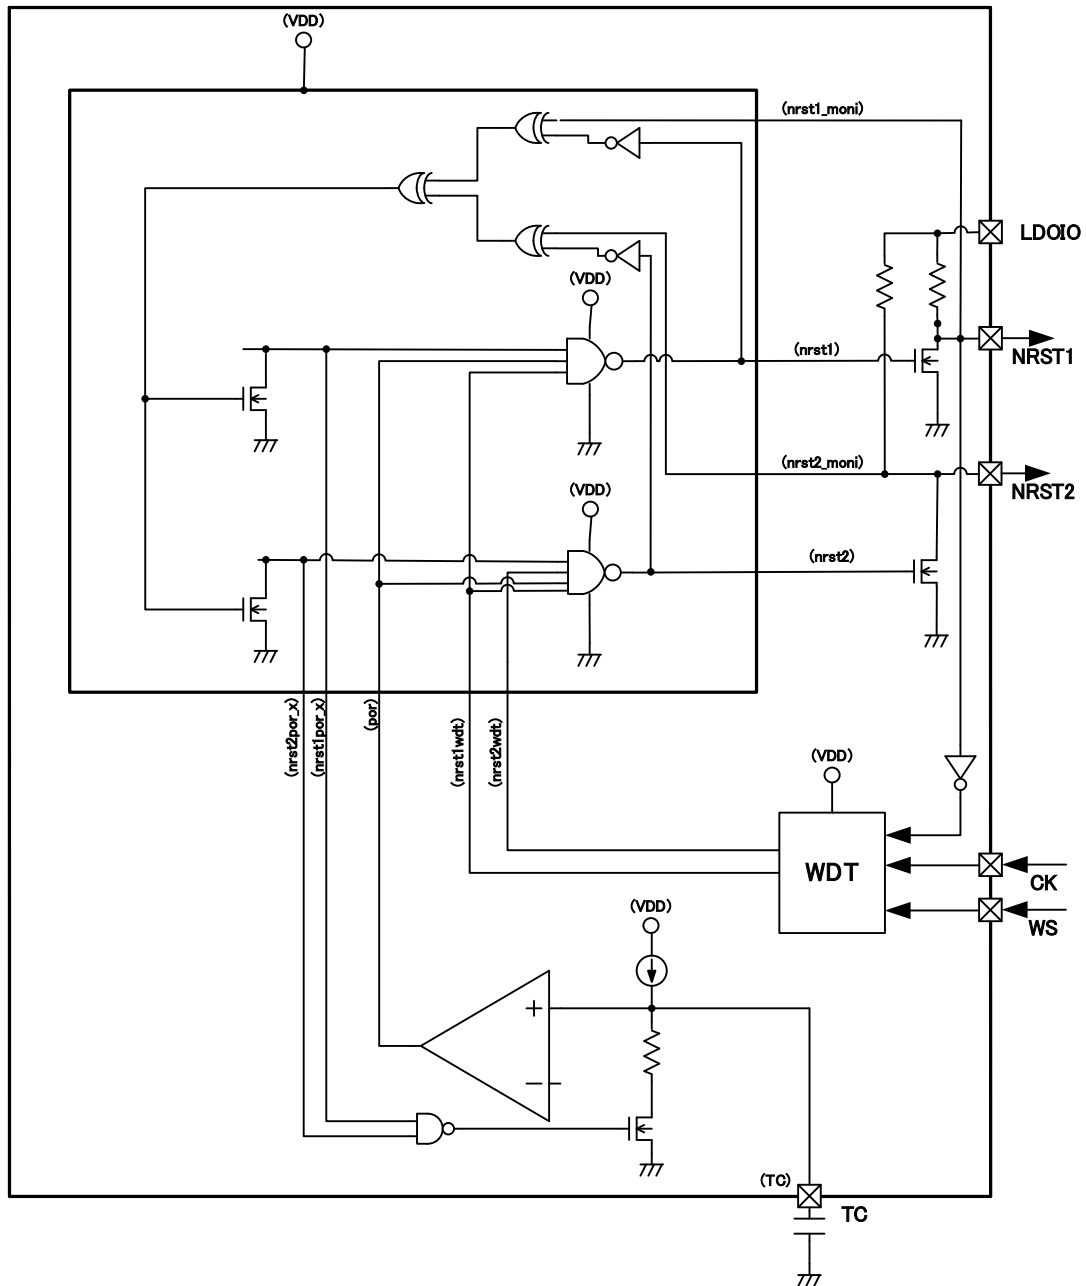 (VDD)
(nrst1_moni)
LDOIO
(VDD)
(nrst1)
NRST1
(nrst2_moni)
NRST2
(VDD)
(nrst2)
(nrst2por_x)
(nrst1por_x)
(por)
(nrst1wdt)
(nrst2wdt)
(VDD)
WDT
CK
WS
(VDD)
+
−
(TC)
TC